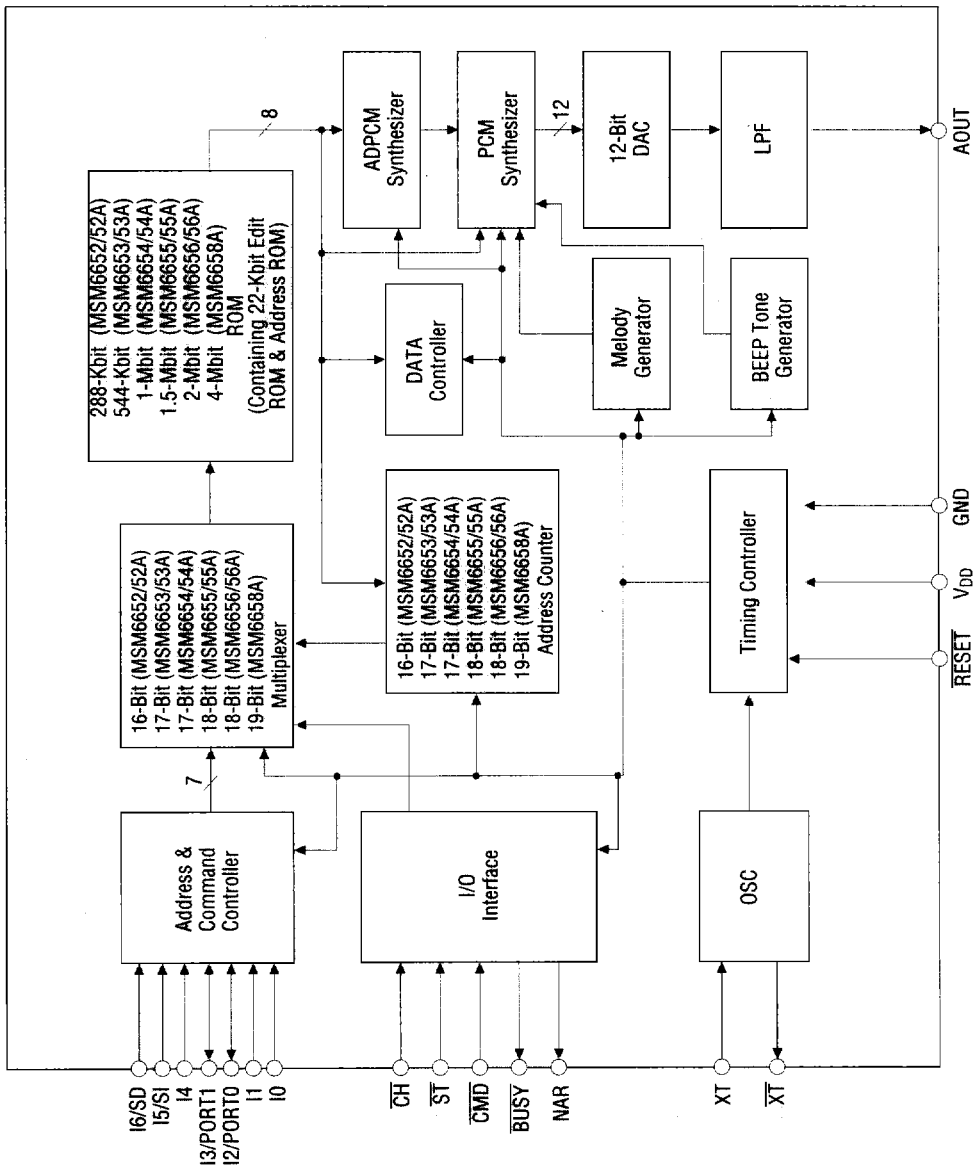 I6/SD
I5/SI
I4
I3/PORT1
I2/PORT0
I1
I0
Address &
Command
Controller
7
16-Bit (MSM6652/52A)
17-Bit (MSM6653/53A)
17-Bit (MSM6654/54A)
18-Bit (MSM6655/55A)
18-Bit (MSM6656/56A)
19-Bit (MSM6658A)
Multiplexer
288-Kbit (MSM6652/52A)
544-Kbit (MSM6653/53A)
1-Mbit (MSM6654/54A)
1.5-Mbit (MSM6655/55A)
2-Mbit (MSM6656/56A)
4-Mbit (MSM6658A)
ROM
(Containing 22-Kbit Edit
ROM & Address ROM)
8
C̅H̅
S̅T̅
C̅M̅D̅
B̅U̅S̅Y̅
NAR
I/O
Interface
16-Bit (MSM6652/52A)
17-Bit (MSM6653/53A)
17-Bit (MSM6654/54A)
18-Bit (MSM6655/55A)
18-Bit (MSM6656/56A)
19-Bit (MSM6658A)
Address Counter
DATA
Controller
ADPCM
Synthesizer
PCM
Synthesizer
12
12-Bit
DAC
LPF
AOUT
Melody
Generator
BEEP Tone
Generator
XT
X̅T̅
OSC
Timing Controller
R̅E̅S̅E̅T̅
VDD
GND